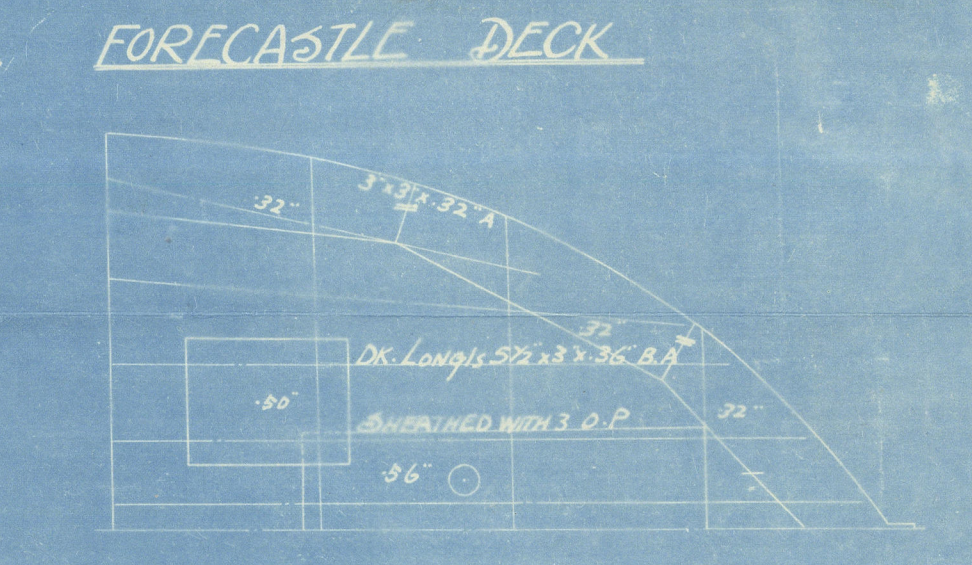 FORECASTLE DECK
.32"
3"x3"x.32"A
.32"
DK. Longls 5½"x3"x.36" B.A
.50"
.32"
SHEATHED WITH 3 O.P
.56"